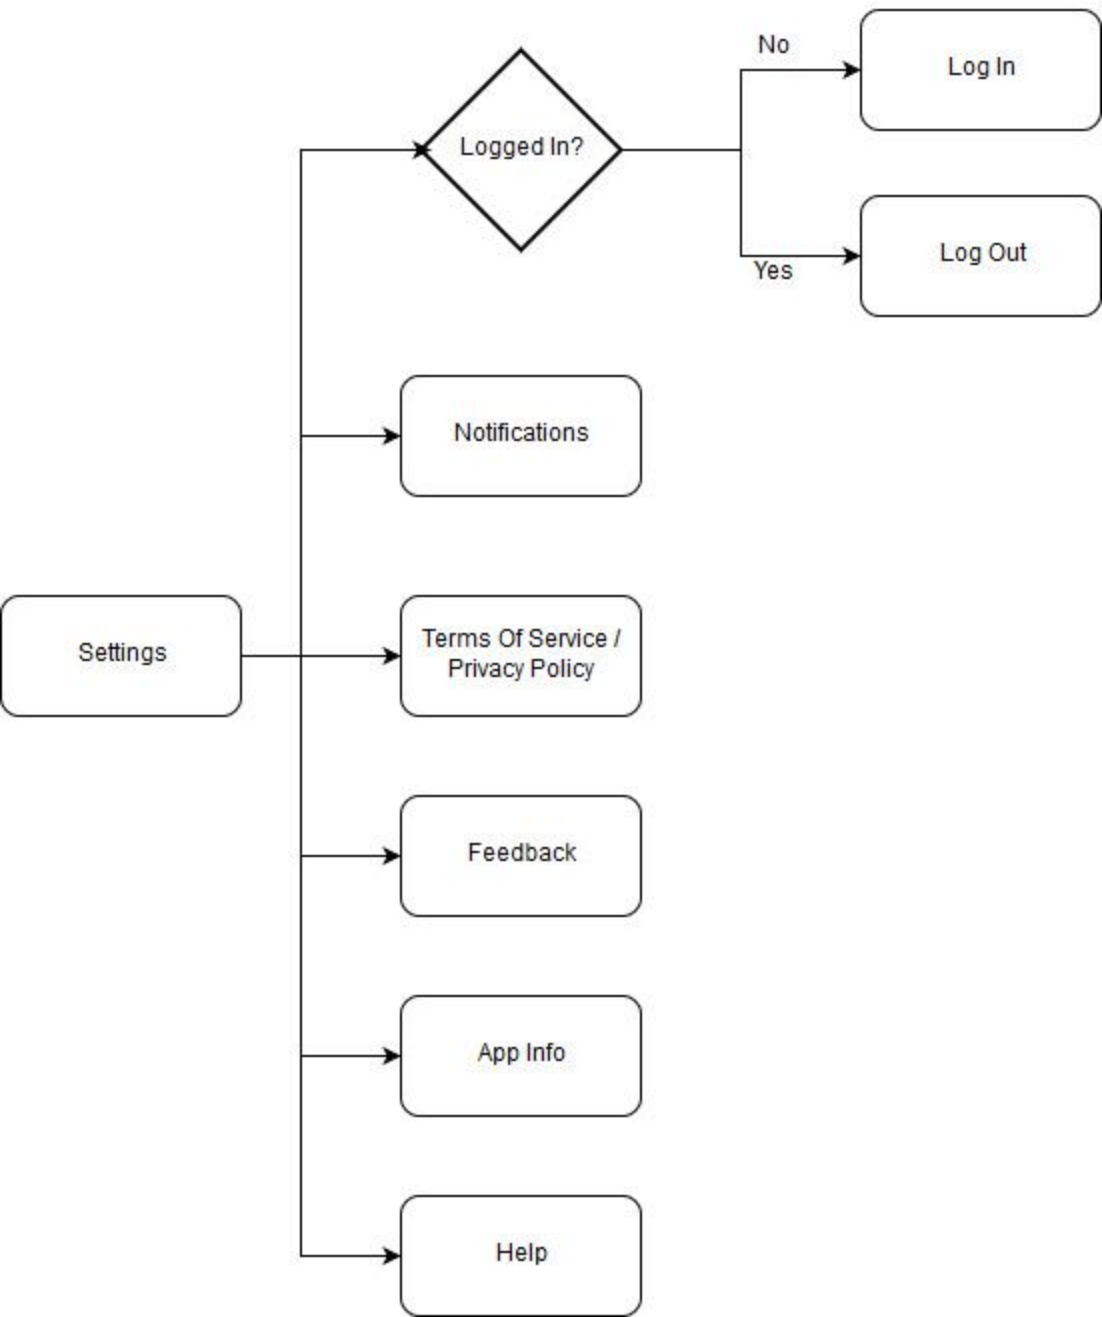 No
Log In
Logged In?
Log Out
Yes
Notifications
Settings
Terms Of Service /
Privacy Policy
Feedback
App Info
Help